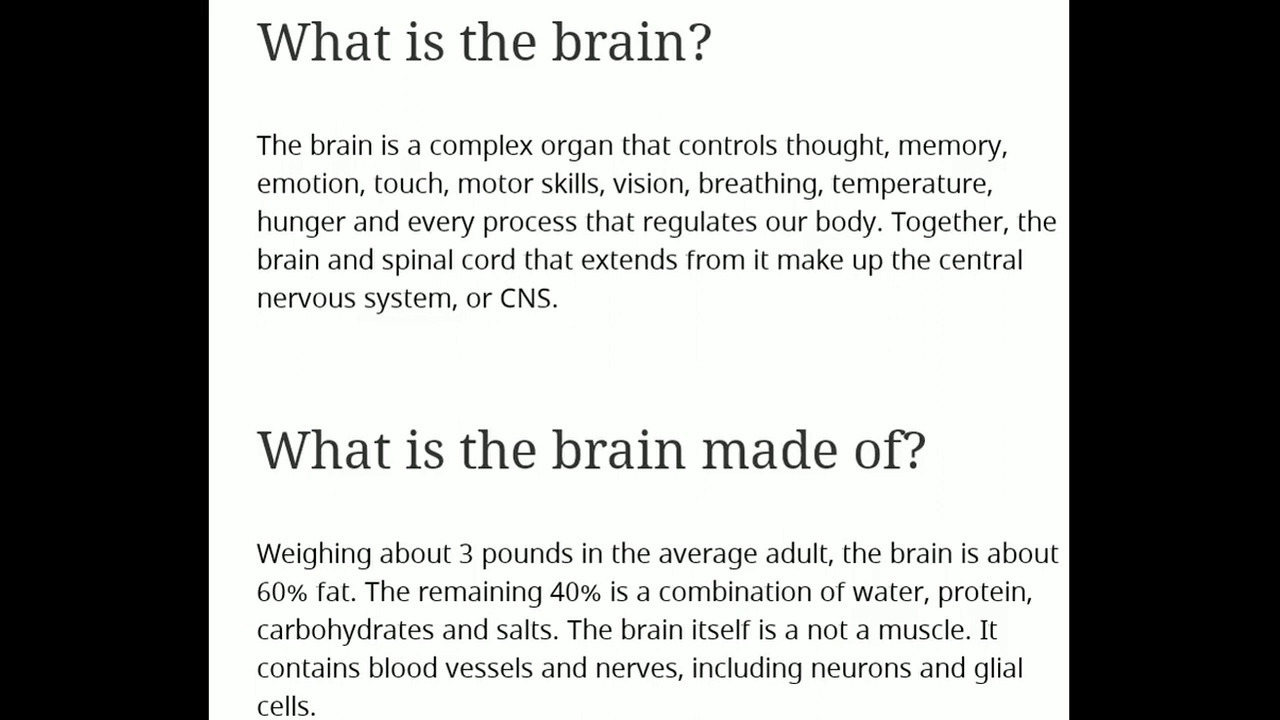 What is the brain?
The brain is a complex organ that controls thought, memory,
emotion, touch, motor skills, vision, breathing, temperature,
hunger and every process that regulates our body. Together, the
brain and spinal cord that extends from it make up the central
nervous system, or CNS.
What is the brain made of?
Weighing about 3 pounds in the average adult, the brain is about
60% fat. The remaining 40% is a combination of water, protein,
carbohydrates and salts. The brain itself is a not a muscle. It
contains blood vessels and nerves, including neurons and glial
cells.